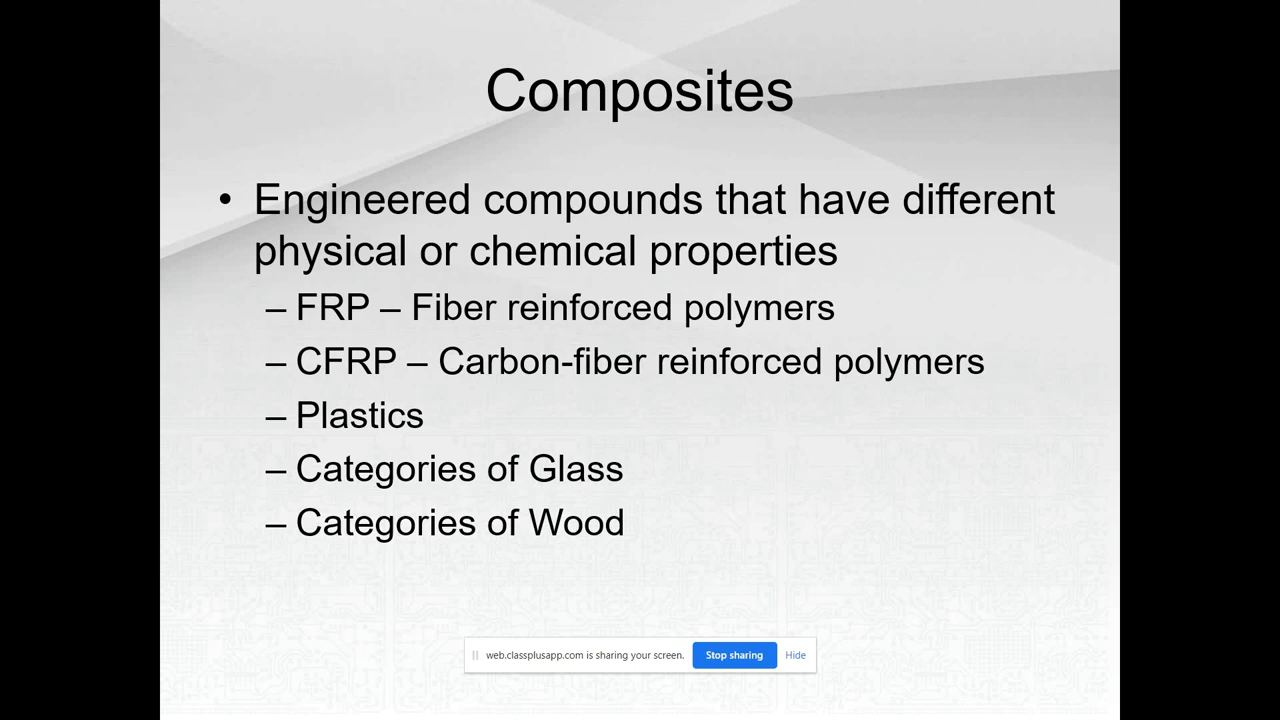 Composites
• Engineered compounds that have different
physical or chemical properties
– FRP – Fiber reinforced polymers
– CFRP – Carbon-fiber reinforced polymers
– Plastics
– Categories of Glass
– Categories of Wood
web.classplusapp.com is sharing your screen. Stop sharing Hide